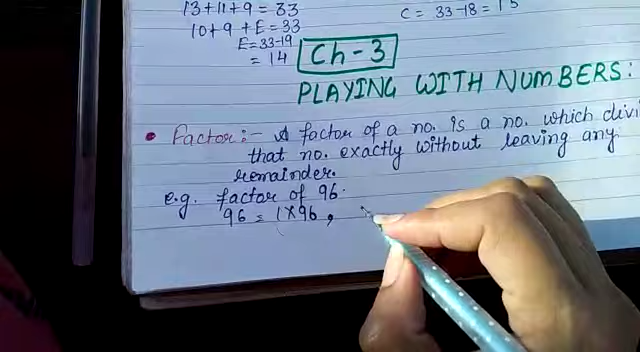 13+11+9 = 33
10+9+E = 33
E = 33-19
= 14
C = 33-18 = 15
Ch-3
PLAYING WITH NUMBERS:
• Factor:- A factor of a no. is a no. which divi
that no. exactly without leaving any
remainder.
e.g. factor of 96.
96 = 1×96,